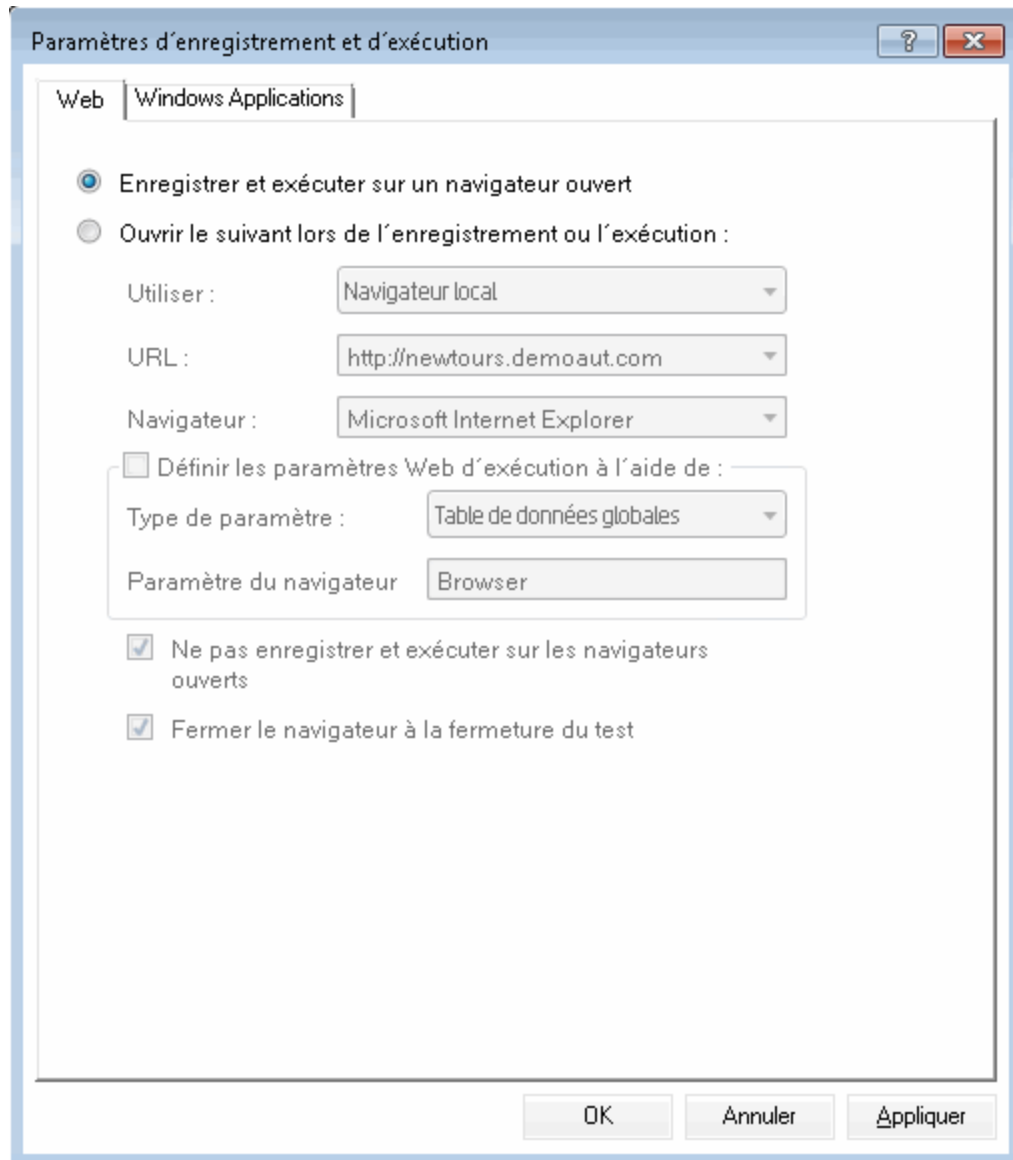 Paramètres d´enregistrement et d´exécution
?
Web
Windows Applications
Enregistrer et exécuter sur un navigateur ouvert
Ouvrir le suivant lors de l´enregistrement ou l´exécution :
Utiliser :
Navigateur local
URL :
http://newtours.demoaut.com
Navigateur :
Microsoft Internet Explorer
Définir les paramètres Web d´exécution à l´aide de :
Type de paramètre :
Table de données globales
Paramètre du navigateur
Browser
Ne pas enregistrer et exécuter sur les navigateurs
ouverts
Fermer le navigateur à la fermeture du test
OK
Annuler
Appliquer